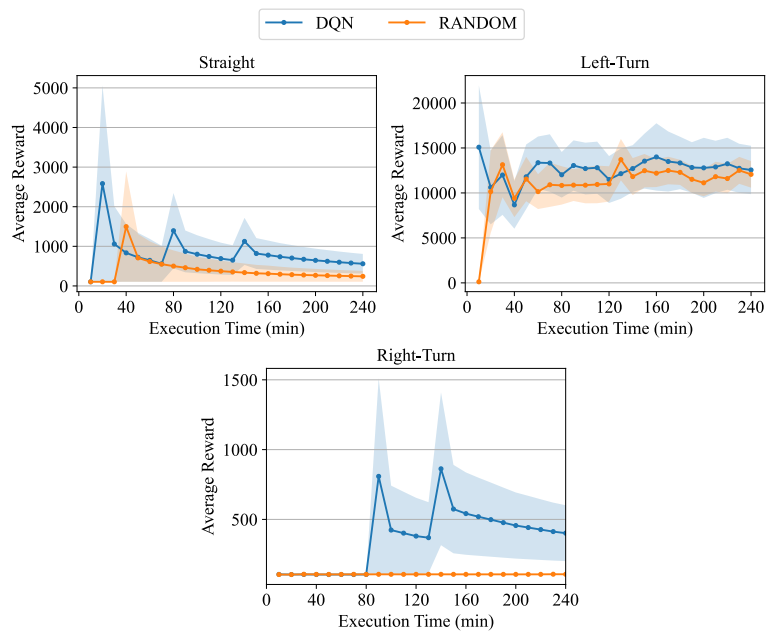 DQN RANDOM
Straight
Average Reward
5000
4000
3000
2000
1000
0
0 40 80 120 160 200 240
Execution Time (min)
Left-Turn
Average Reward
20000
15000
10000
5000
0
0 40 80 120 160 200 240
Execution Time (min)
Right-Turn
Average Reward
1500
1000
500
0 40 80 120 160 200 240
Execution Time (min)